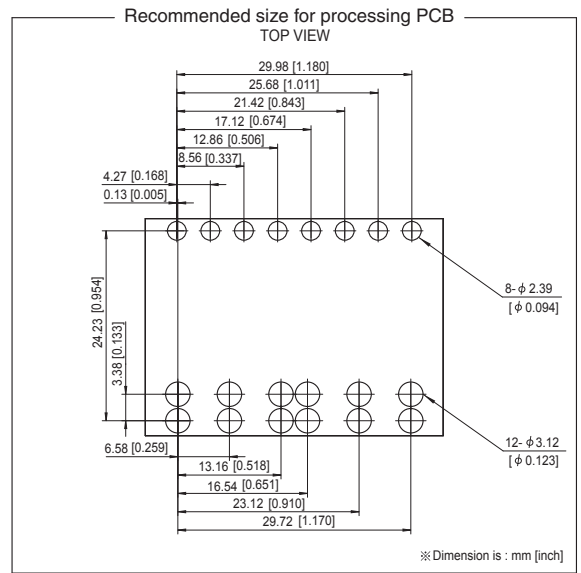 Recommended size for processing PCB
TOP VIEW
29.98 [1.180]
25.68 [1.011]
21.42 [0.843]
17.12 [0.674]
12.86 [0.506]
8.56 [0.337]
4.27 [0.168]
0.13 [0.005]
24.23 [0.954]
3.38 [0.133]
8-ϕ2.39
[ϕ0.094]
12-ϕ3.12
[ϕ0.123]
6.58 [0.259]
13.16 [0.518]
16.54 [0.651]
23.12 [0.910]
29.72 [1.170]
※Dimension is : mm [inch]